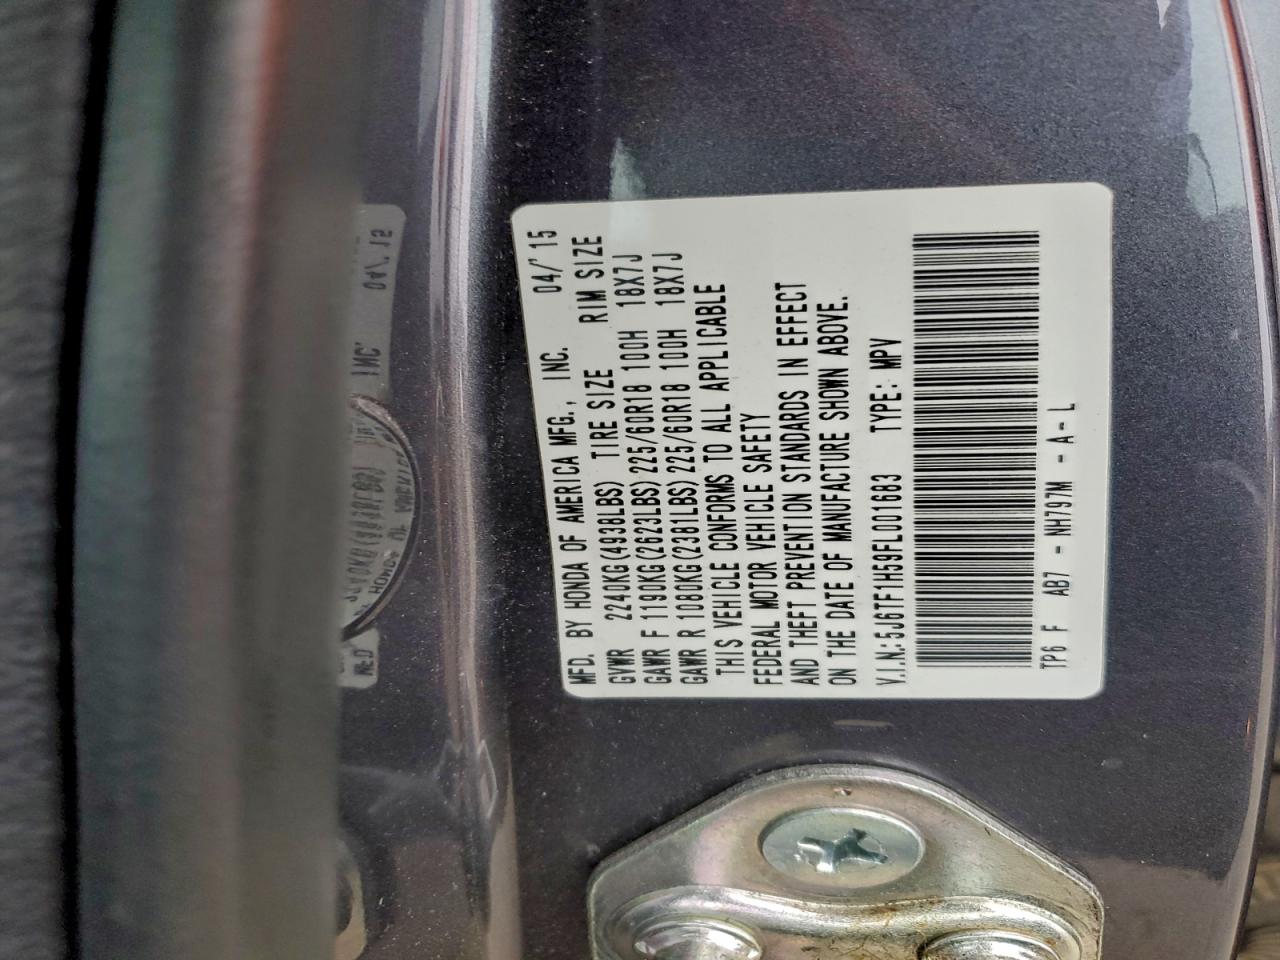 MFD. BY HONDA OF AMERICA MFG., INC. 04/'15
GVWR 2240KG(4938LBS) TIRE SIZE RIM SIZE
GAWR F 1190KG(2623LBS) 225/60R18 100H 18X7J
GAWR R 1080KG(2381LBS) 225/60R18 100H 18X7J
THIS VEHICLE CONFORMS TO ALL APPLICABLE
FEDERAL MOTOR VEHICLE SAFETY
AND THEFT PREVENTION STANDARDS IN EFFECT
ON THE DATE OF MANUFACTURE SHOWN ABOVE.
V.I.N.: 5J6TF1H59FL001683 TYPE: MPV
TP6 F AB7 - NH797M - A - L